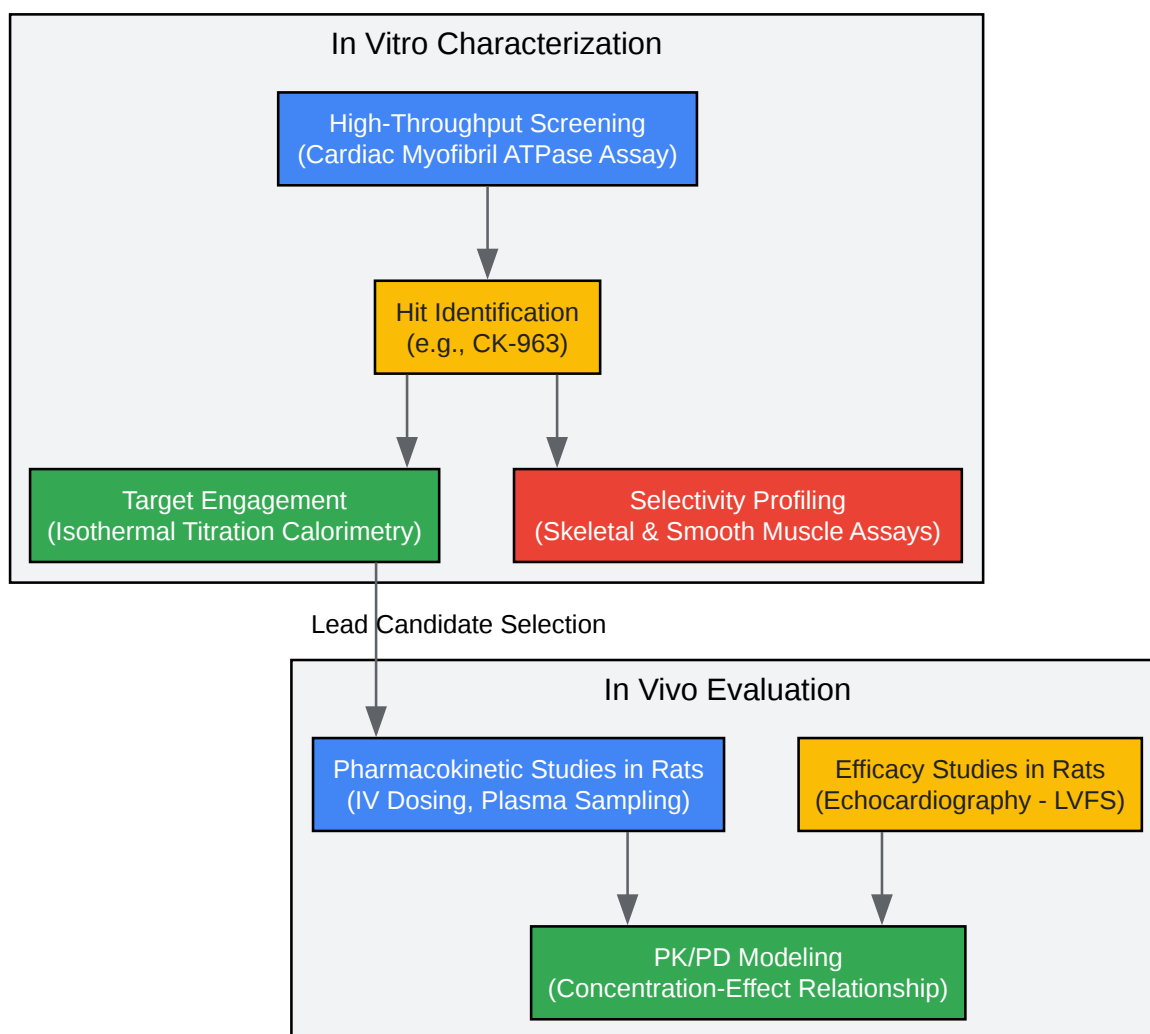 In Vitro Characterization
High-Throughput Screening
(Cardiac Myofibril ATPase Assay)
Hit Identification
(e.g., CK-963)
Target Engagement
(Isothermal Titration Calorimetry)
Selectivity Profiling
(Skeletal & Smooth Muscle Assays)
Lead Candidate Selection
In Vivo Evaluation
Pharmacokinetic Studies in Rats
(IV Dosing, Plasma Sampling)
Efficacy Studies in Rats
(Echocardiography - LVFS)
PK/PD Modeling
(Concentration-Effect Relationship)